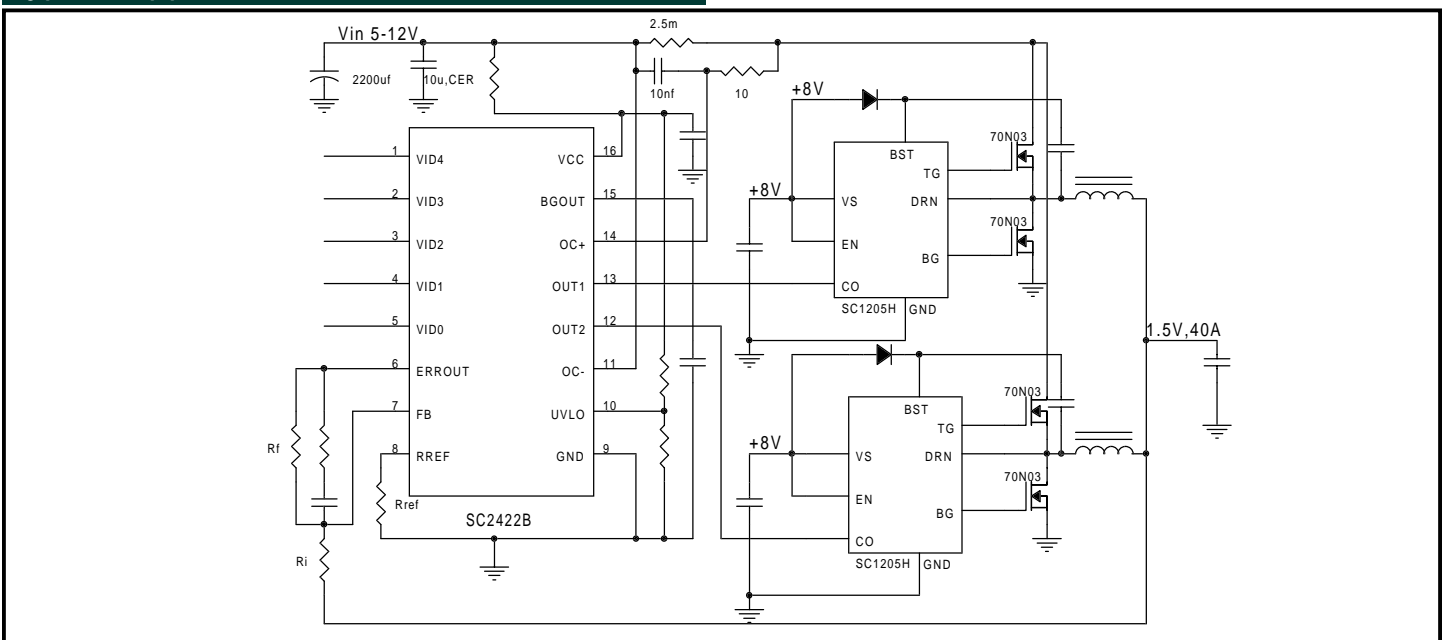 2.5m
Vin 5-12V
2200uf
10u,CER
10nf
10
+8V
70N03
BST
TG
DRN
BG
VS
EN
CO
+8V
70N03
SC1205H
GND
1
VID4
2
VID3
3
VID2
4
VID1
5
VID0
6
ERROUT
7
FB
8
RREF
VCC
16
BGOUT
15
OC+
14
OUT1
13
OUT2
12
OC-
11
UVLO
10
GND
9
Rf
Rref
SC2422B
Ri
1.5V,40A
70N03
BST
TG
+8V
VS
DRN
70N03
EN
BG
CO
SC1205H
GND